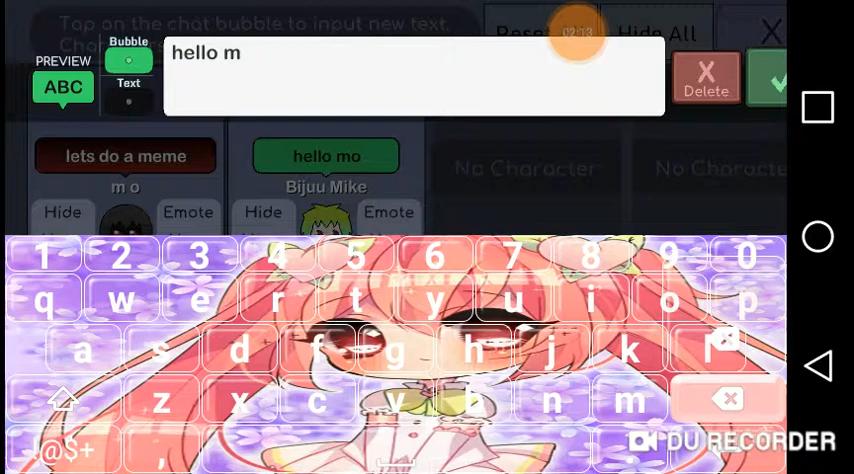 Tap on the chat bubble to input new text.
Hide All
Bubble
02:13
PREVIEW
ABC
Text
hello m
X
Delete
X
lets do a meme
hello mo
No Character
m o
Bijuu Mike
Hide
Emote
Hide
Emote
1 2 3 4 5 6 7 8 9 0
q w e r t y u i o p
a s d f g h j k l
z x c v b n m
!@$+ , .
DU RECORDER